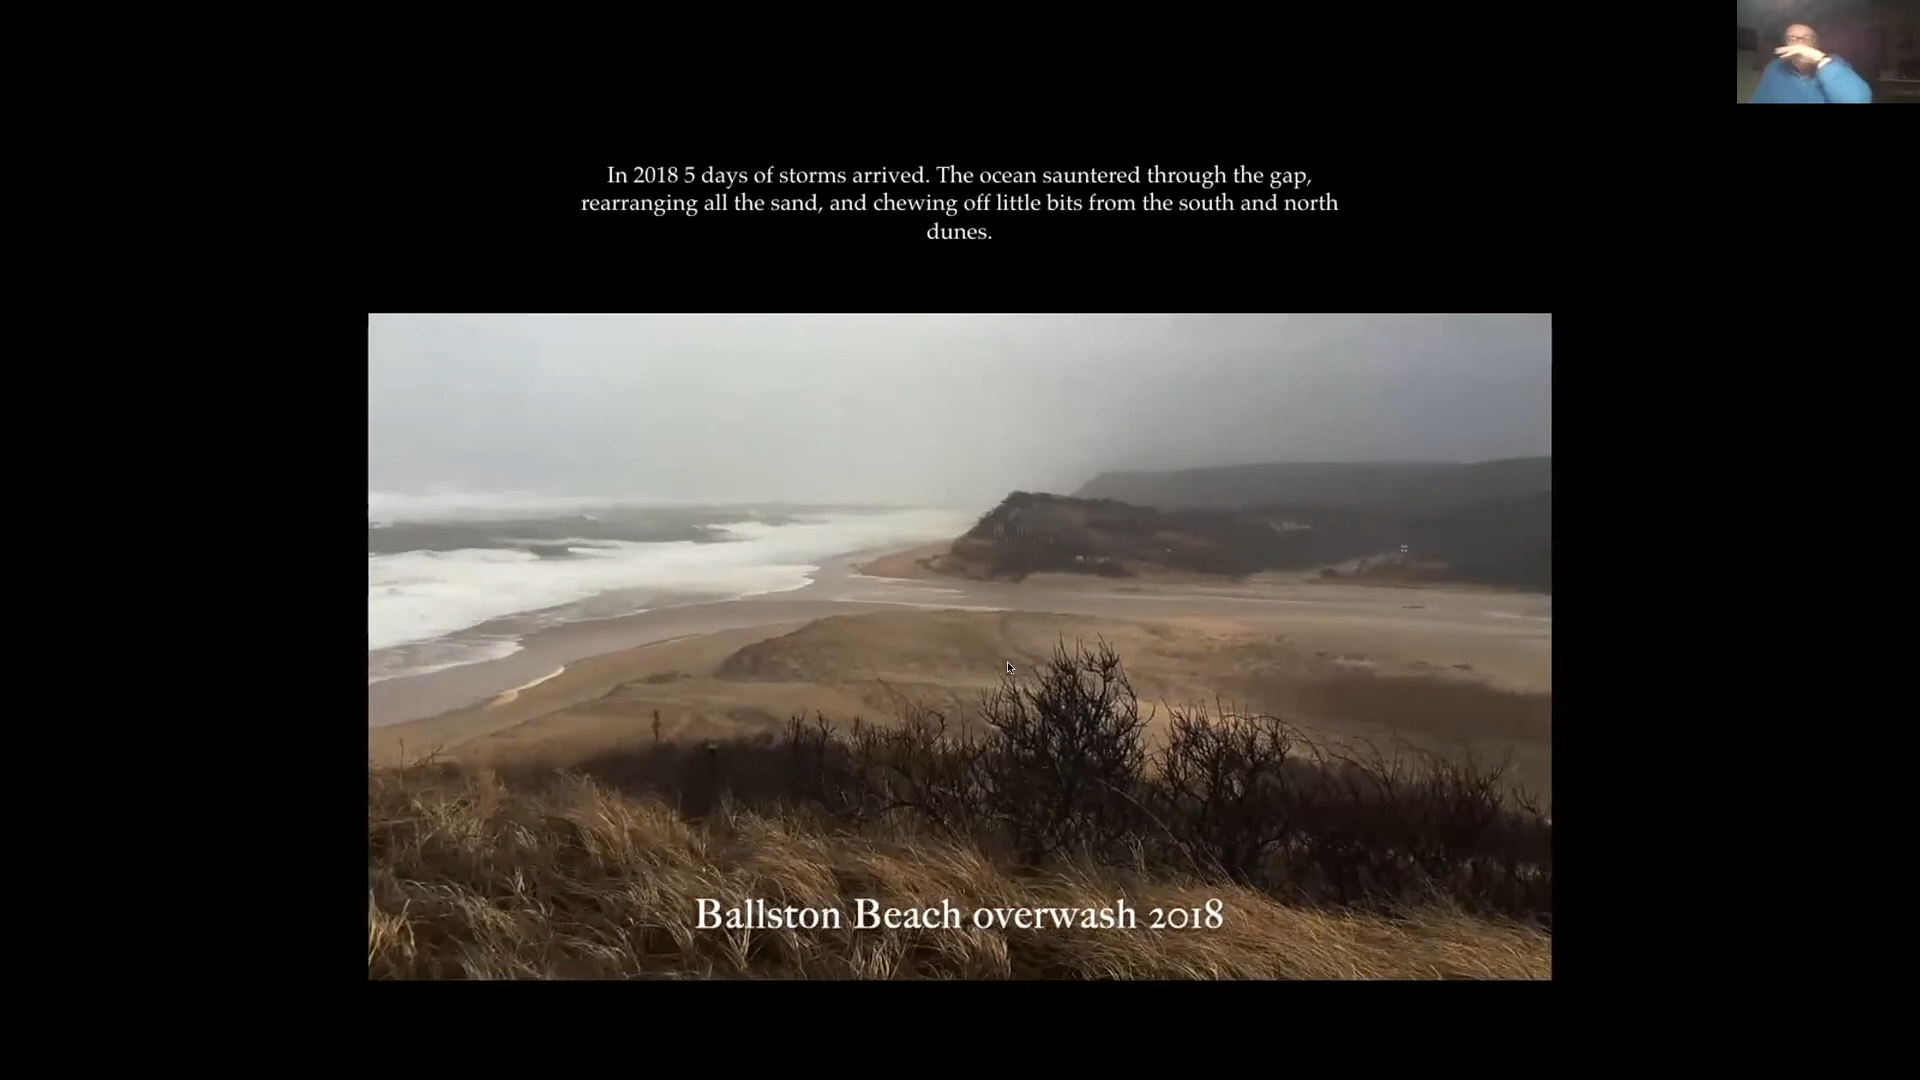 In 2018 5 days of storms arrived. The ocean sauntered through the gap,
rearranging all the sand, and chewing off little bits from the south and north
dunes.
Ballston Beach overwash 2018